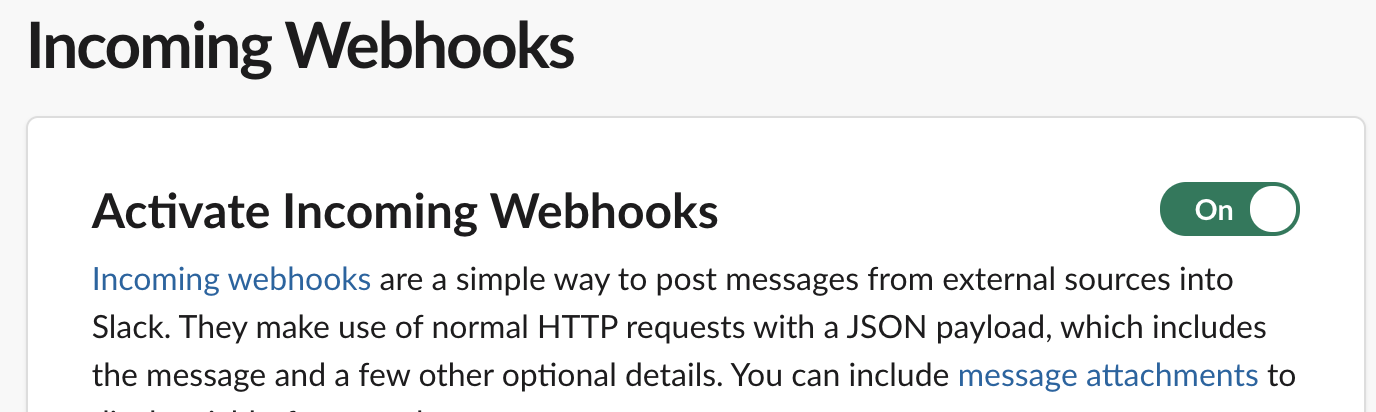 Incoming Webhooks
Activate Incoming Webhooks
On
Incoming webhooks are a simple way to post messages from external sources into
Slack. They make use of normal HTTP requests with a JSON payload, which includes
the message and a few other optional details. You can include message attachments to